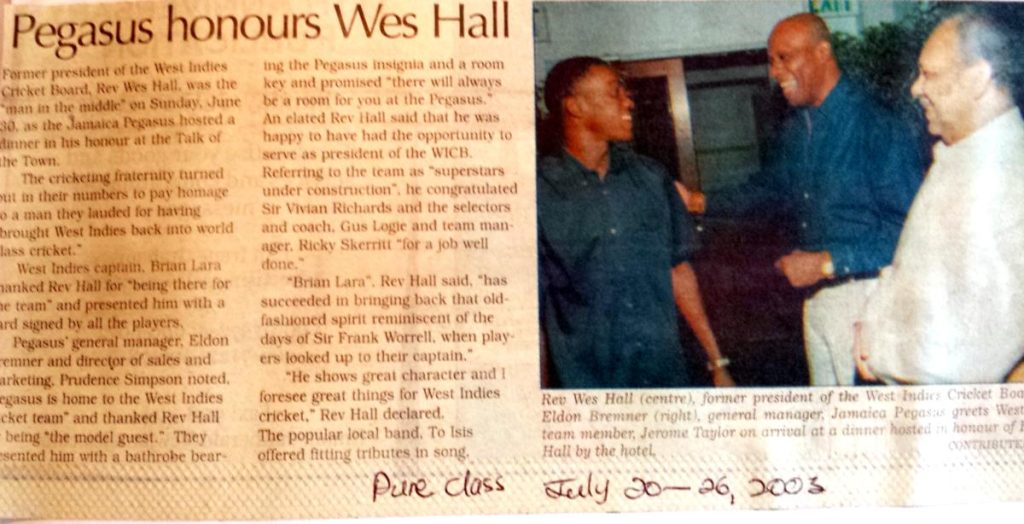 Pegasus honours Wes Hall
Former president of the West Indies
Cricket Board, Rev Wes Hall, was the
"man in the middle" on Sunday, June
30, as the Jamaica Pegasus hosted a
dinner in his honour at the Talk of
the Town.
The cricketing fraternity turned
out in their numbers to pay homage
to a man they lauded for having
brought West Indies back into world
lass cricket."
West Indies captain, Brian Lara
hanked Rev Hall for "being there for
he team" and presented him with a
ard signed by all the players.
Pegasus' general manager, Eldon
remner and director of sales and
arketing, Prudence Simpson noted,
egasus is home to the West Indies
cket team" and thanked Rev Hall
being "the model guest." They
sented him with a bathrobe bear-
ing the Pegasus insignia and a room
key and promised "there will always
be a room for you at the Pegasus."
An elated Rev Hall said that he was
happy to have had the opportunity to
serve as president of the WICB.
Referring to the team as "superstars
under construction", he congratulated
Sir Vivian Richards and the selectors
and coach, Gus Logie and team man-
ager, Ricky Skerritt "for a job well
done."
"Brian Lara", Rev Hall said, "has
succeeded in bringing back that old-
fashioned spirit reminiscent of the
days of Sir Frank Worrell, when play-
ers looked up to their captain."
"He shows great character and I
foresee great things for West Indies
cricket," Rev Hall declared.
The popular local band, To Isis
offered fitting tributes in song.
EXIT
Rev Wes Hall (centre), former president of the West Indies Cricket Boa
Eldon Bremner (right), general manager, Jamaica Pegasus greets West
team member, Jerome Taylor on arrival at a dinner hosted in honour of
Hall by the hotel.
CONTRIBUTE
Pure Class July 20-26, 2003